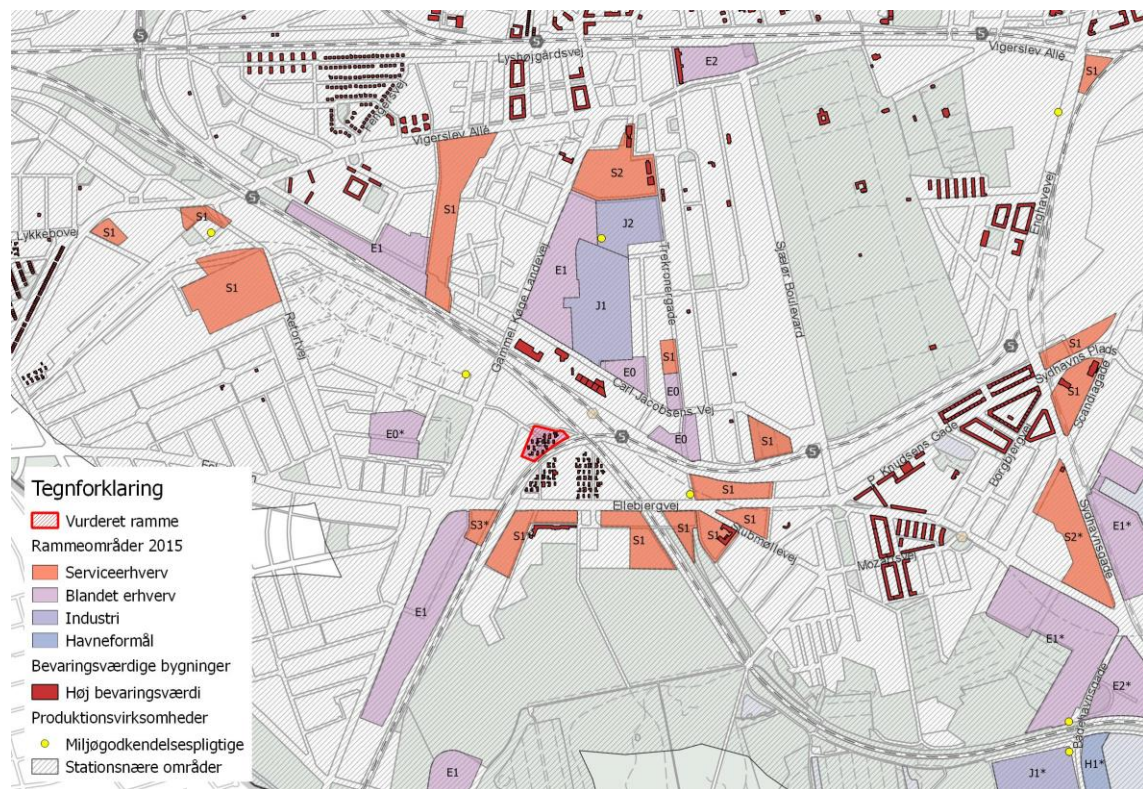 S
S
S
Lyshøjgårdsvej
Vigerslev Allé
E2
S1
Vigerslev Allé
S2
S
S1
Enghavevej
S1
S1
Lykkebovej
J2
E1
E1
S1
Retortvej
Gammel Køge Landevej
Trekronergade
Sjælør Boulevard
J1
S
S1
Sydhavns Plads
E0
E0
S1
Scandiagade
Carl Jacobsens Vej
E0*
S
E0
S1
S
P. Knudsens Gade
Borgbjergvej
S1
Ellebjergvej
S3*
S1
S1
S1
S1
S1
Stubmøllevej
Mozartsvej
S2*
Sydhavnsgade
E1*
E1
E1*
E2*
Bådehavnsgade
E1
J1*
H1*
Tegnforklaring
Vurderet ramme
Rammeområder 2015
Serviceerhverv
Blandet erhverv
Industri
Havneformål
Bevaringsværdige bygninger
Høj bevaringsværdi
Produktionsvirksomheder
Miljøgodkendelsespligtige
Stationsnære områder